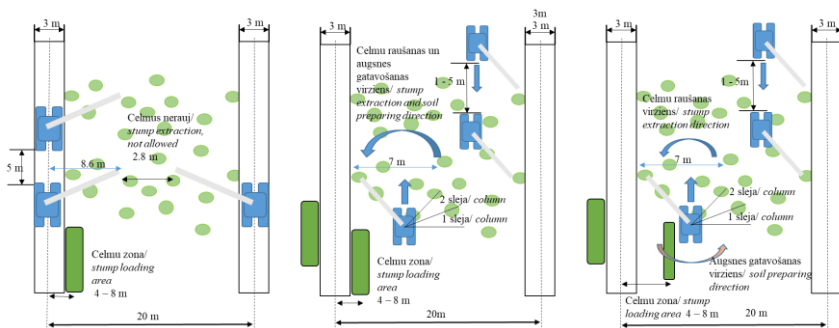 3 m
3 m
Celmus nerauj/
stump extraction,
not allowed
2.8 m
8.6 m
5 m
Celmu zona/
stump loading
area
4 – 8 m
20 m
3 m
3m
3 m
Celmu raušanas un
augsnes
gatavošanas
virziens/ stump
extraction and soil
preparing direction
1 - 5 m
7 m
2 sleja/ column
1 sleja/ column
Celmu zona/
stump loading
area
4 – 8 m
20m
3 m
3 m
1 - 5m
Celmu raušanas
virziens/ stump
extraction direction
7 m
2 sleja/ column
1 sleja/ column
Augsnes gatavošanas
virziens/ soil preparing
direction
Celmu zona/ stump
loading area 4 – 8 m
20 m